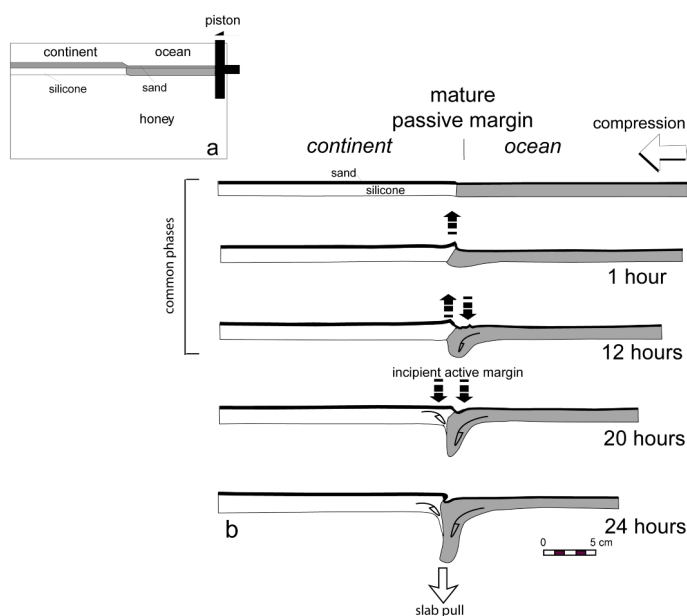 piston
continent
ocean
silicone
sand
honey
a
mature
passive margin
continent
ocean
compression
sand
silicone
common phases
1 hour
12 hours
incipient active margin
20 hours
b
24 hours
0
5 cm
slab pull